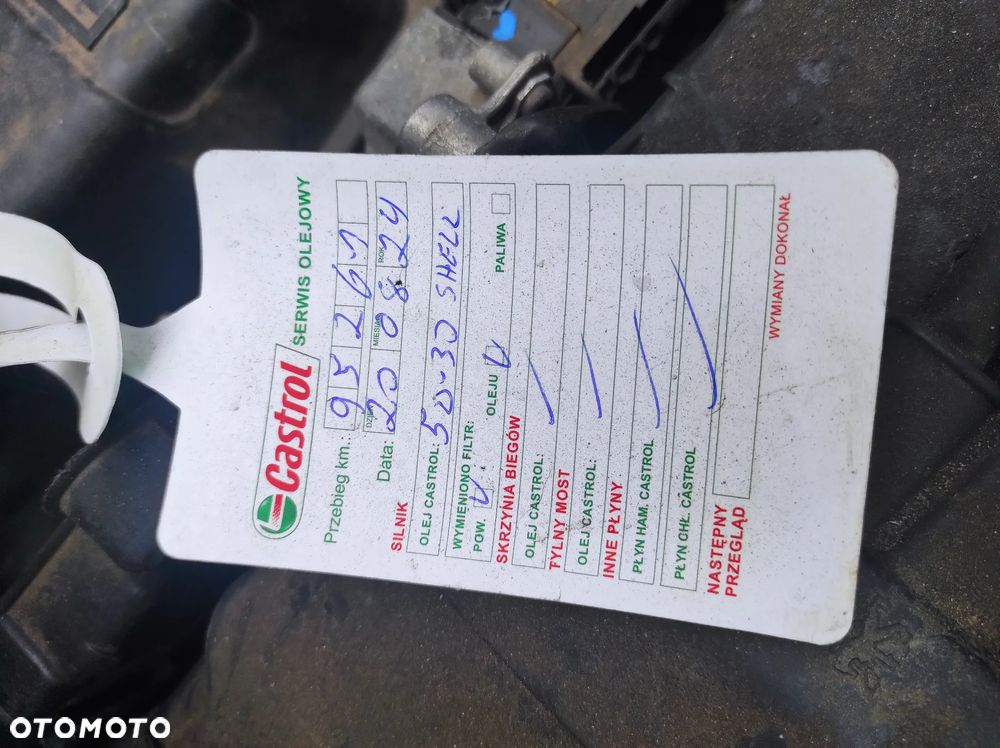 Castrol SERWIS OLEJOWY
Przebieg km.: 95261
DZIEŃ MIESIĄC ROK
Data: 20 08 24
SILNIK
OLEJ CASTROL 5W-30 SHELL
WYMIENIONO FILTR:
POW. V OLEJU V PALIWA
SKRZYNIA BIEGÓW
OLEJ CASTROL:
TYLNY MOST
OLEJ CASTROL:
INNE PŁYNY
PŁYN HAM. CASTROL
PŁYN CHŁ. CASTROL
NASTĘPNY
PRZEGLĄD
WYMIANY DOKONAŁ
OTOMOTO